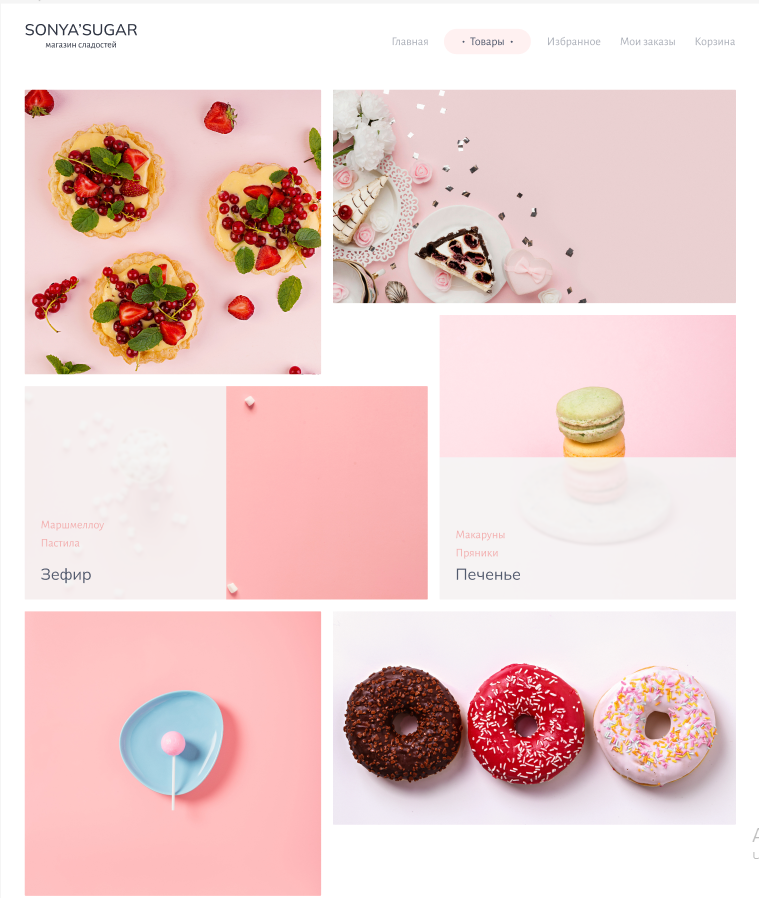 SONYA'SUGAR
магазин сладостей
Главная
• Товары •
Избранное
Мои заказы
Корзина
Маршмеллоу
Пастила
Зефир
Макаруны
Пряники
Печенье